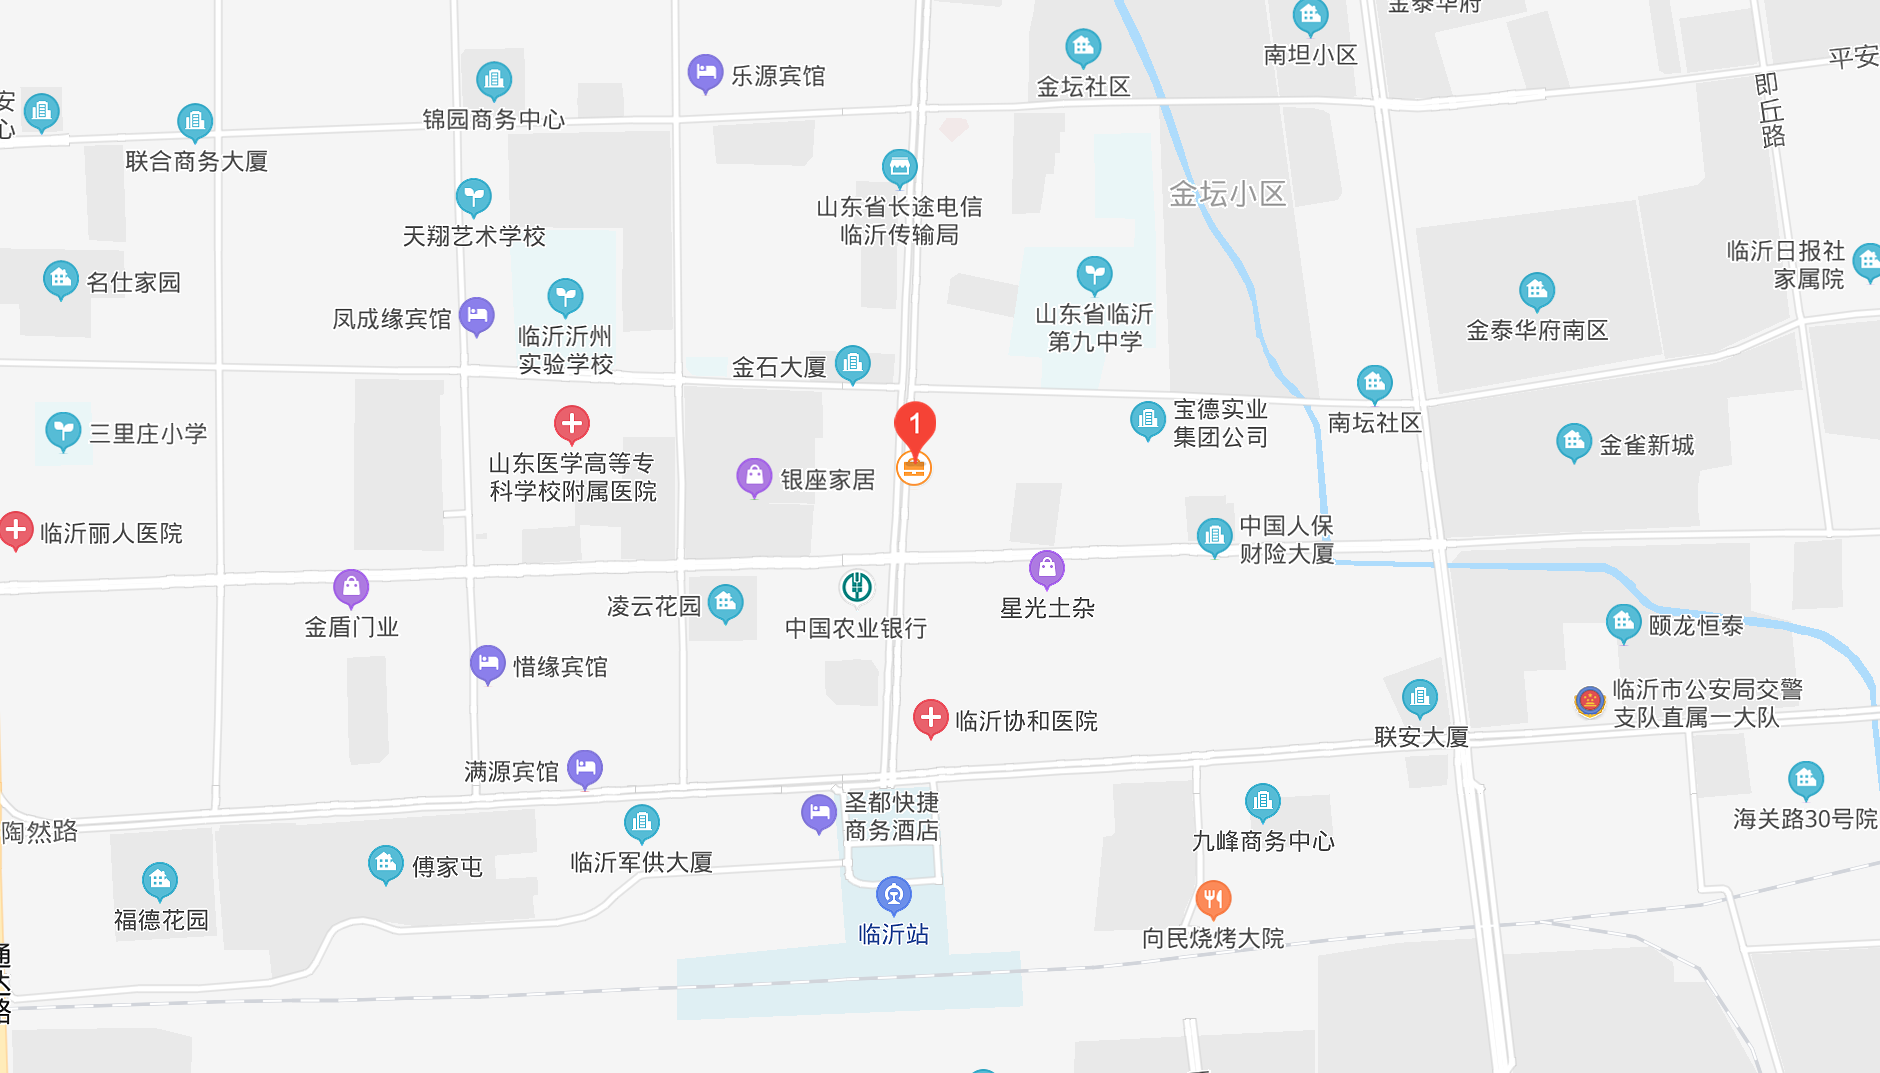 金泰华府
南坦小区
平安
金坛社区
乐源宾馆
即丘路
安
心
锦园商务中心
联合商务大厦
金坛小区
山东省长途电信
临沂传输局
天翔艺术学校
临沂日报社
家属院
名仕家园
凤成缘宾馆
临沂沂州
实验学校
山东省临沂
第九中学
金泰华府南区
金石大厦
宝德实业
集团公司
南坛社区
1
三里庄小学
金雀新城
山东医学高等专
科学校附属医院
银座家居
临沂丽人医院
中国人保
财险大厦
金盾门业
凌云花园
中国农业银行
星光土杂
颐龙恒泰
惜缘宾馆
临沂市公安局交警
支队直属一大队
临沂协和医院
联安大厦
满源宾馆
圣都快捷
商务酒店
陶然路
九峰商务中心
海关路30号院
临沂军供大厦
傅家屯
福德花园
临沂站
向民烧烤大院
通达路